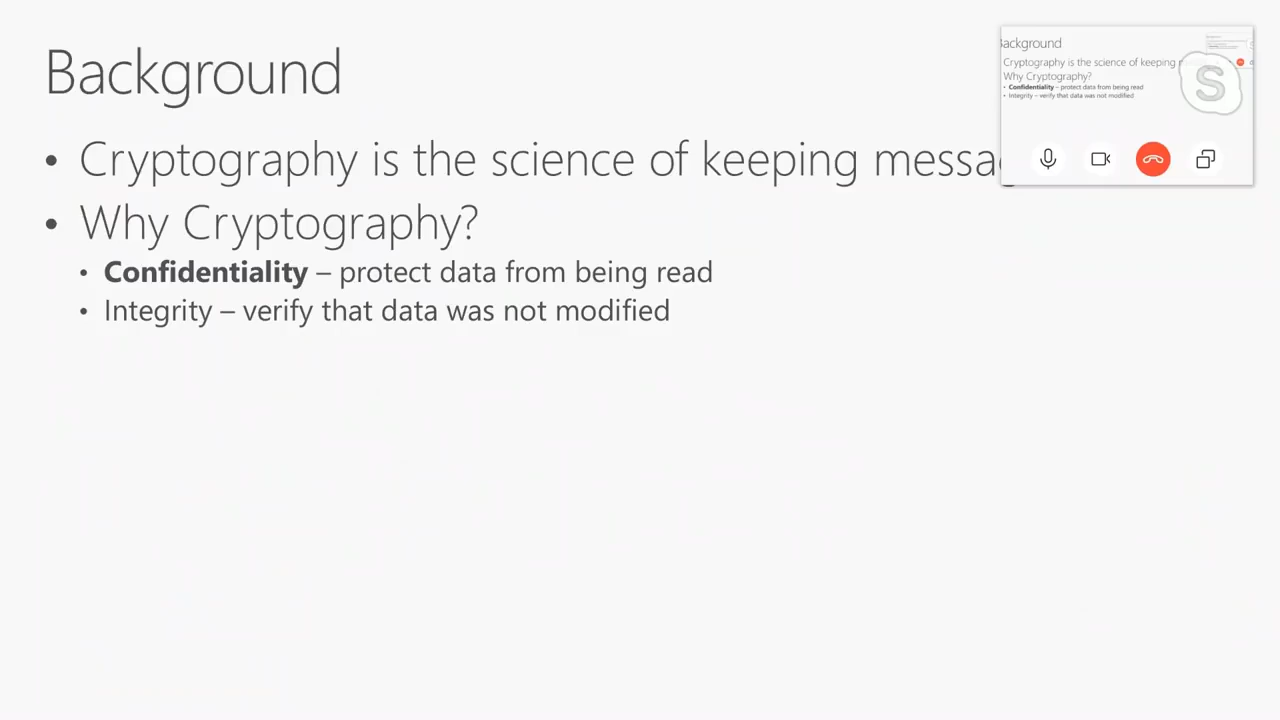 Background
• Cryptography is the science of keeping messag
• Why Cryptography?
• Confidentiality – protect data from being read
• Integrity – verify that data was not modified
Background
Cryptography is the science of keeping
Why Cryptography?
• Confidentiality – protect data from being read
• Integrity – verify that data was not modified
S